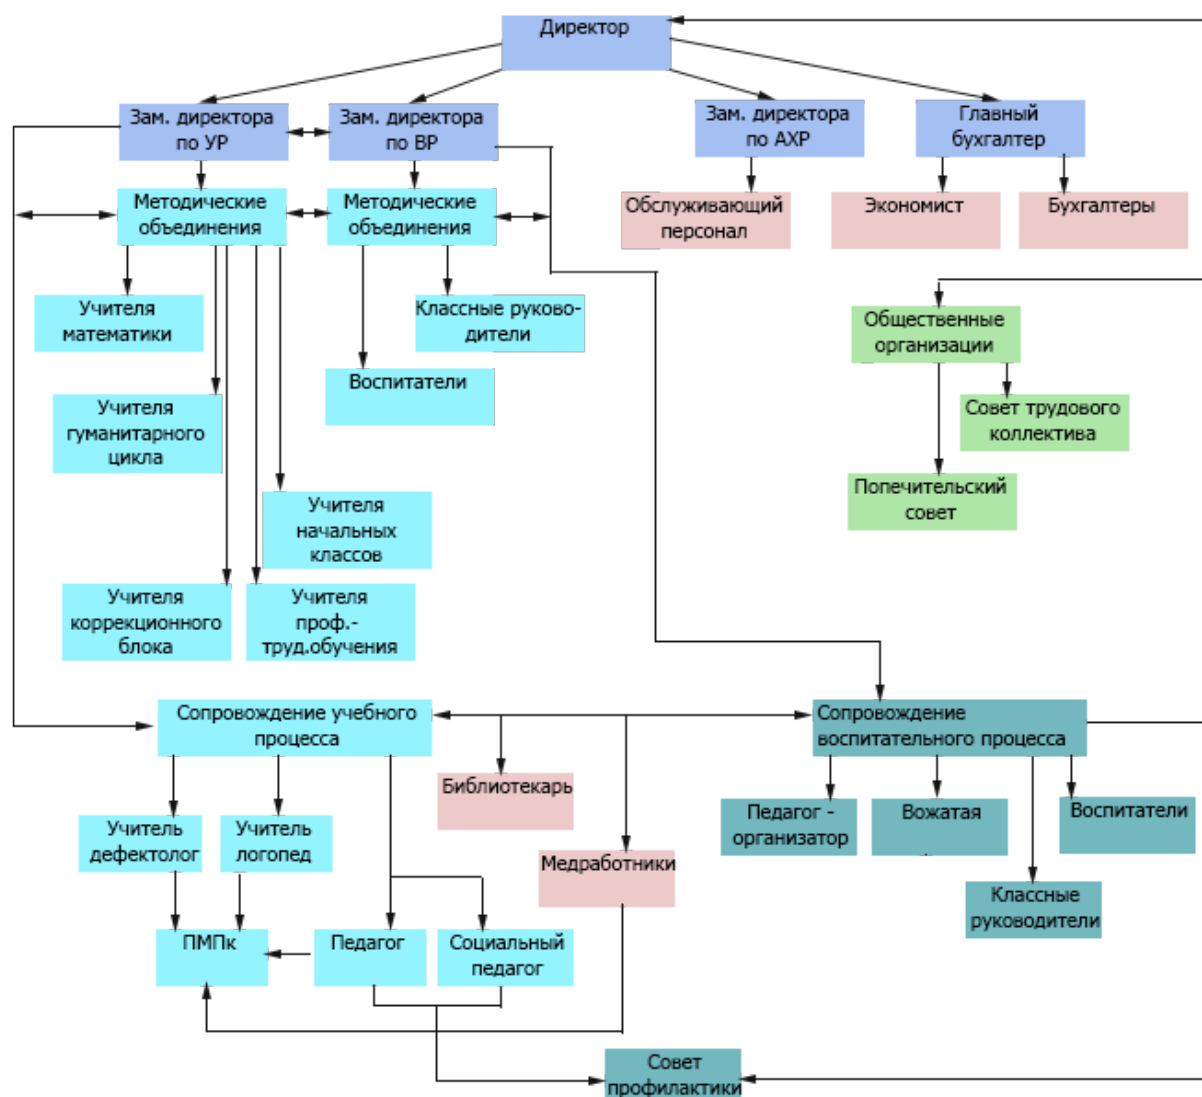 Директор
Зам. директора
по УР
Зам. директора
по ВР
Зам. директора
по АХР
Главный
бухгалтер
Методические
объединения
Методические
объединения
Обслуживающий
персонал
Экономист
Бухгалтеры
Учителя
математики
Классные руково-
дители
Общественные
организации
Воспитатели
Учителя
гуманитарного
цикла
Совет трудового
коллектива
Попечительский
совет
Учителя
начальных
классов
Учителя
коррекционного
блока
Учителя
проф.-
труд.обучения
Сопровождение учебного
процесса
Сопровождение
воспитательного процесса
Библиотекарь
Педагог -
организатор
Вожатая
Воспитатели
Учитель
дефектолог
Учитель
логопед
Медработники
Классные
руководители
ПМПк
Педагог
Социальный
педагог
Совет
профилактики